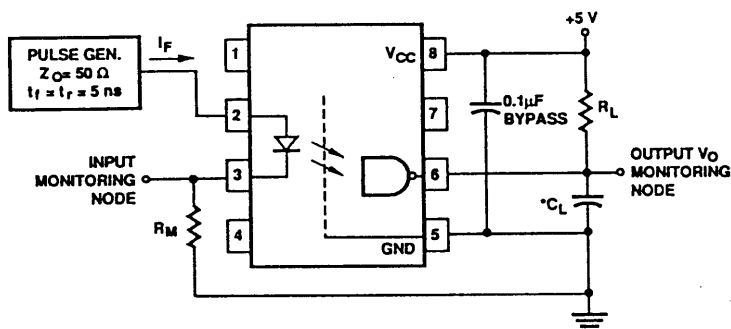 +5 V
PULSE GEN.
Z_O = 50 Ω
t_f = t_r = 5 ns
I_F
1
V_CC
8
2
0.1µF
BYPASS
7
R_L
INPUT
MONITORING
NODE
3
6
OUTPUT V_O
MONITORING
NODE
*C_L
R_M
4
5
GND